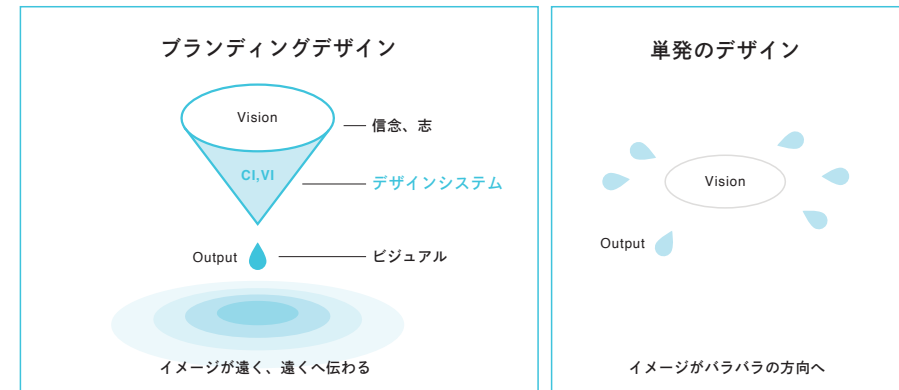 ブランディングデザイン
Vision
信念、志
CI,VI
デザインシステム
Output
ビジュアル
イメージが遠く、遠くへ伝わる
単発のデザイン
Vision
Output
イメージがバラバラの方向へ